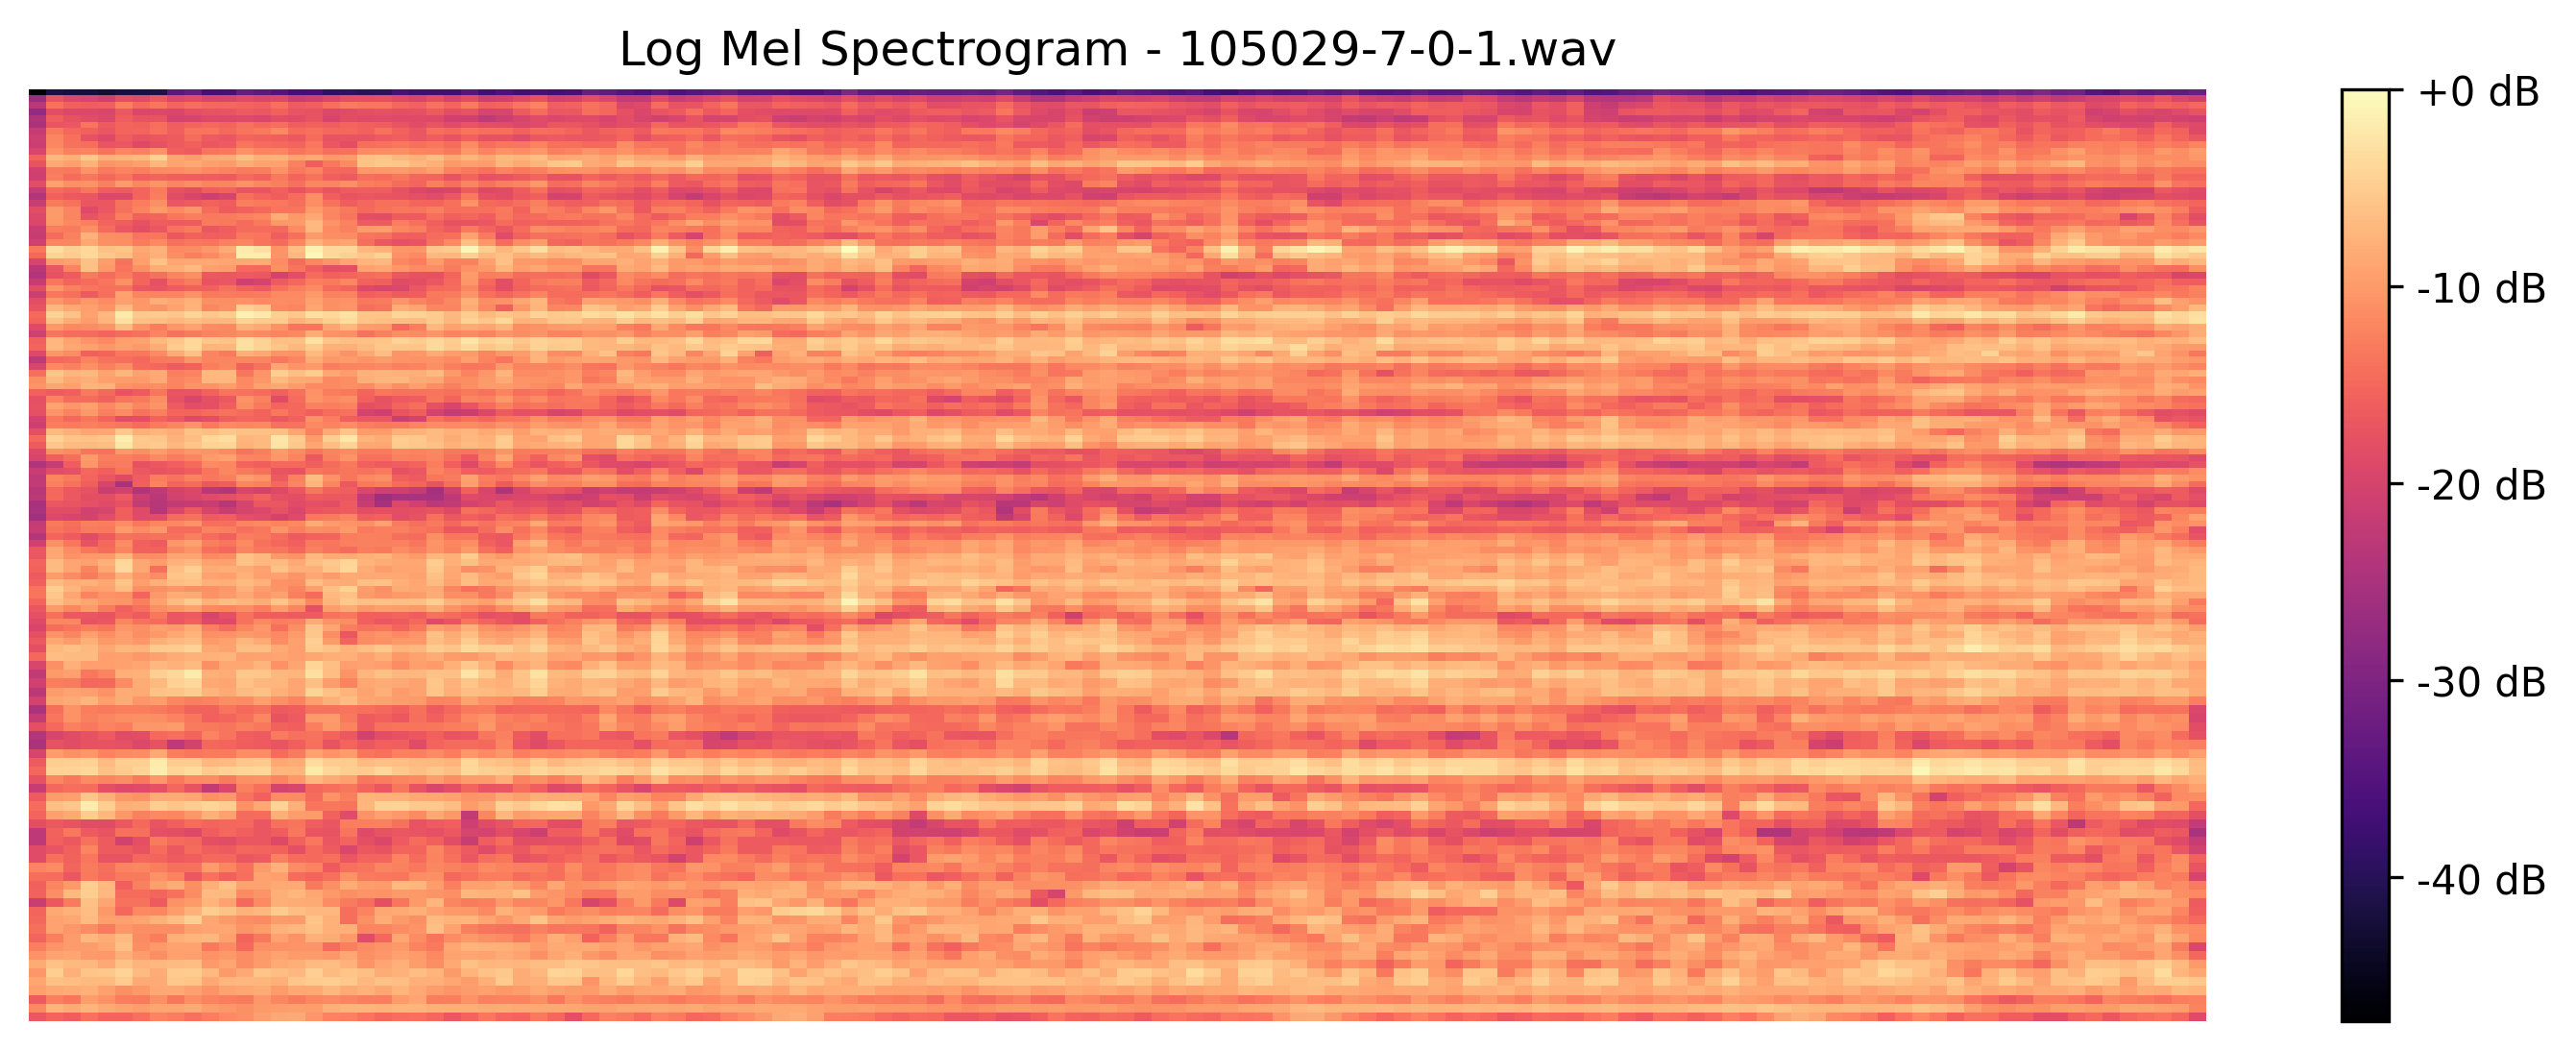 Log Mel Spectrogram - 105029-7-0-1.wav
+0 dB
-10 dB
-20 dB
-30 dB
-40 dB